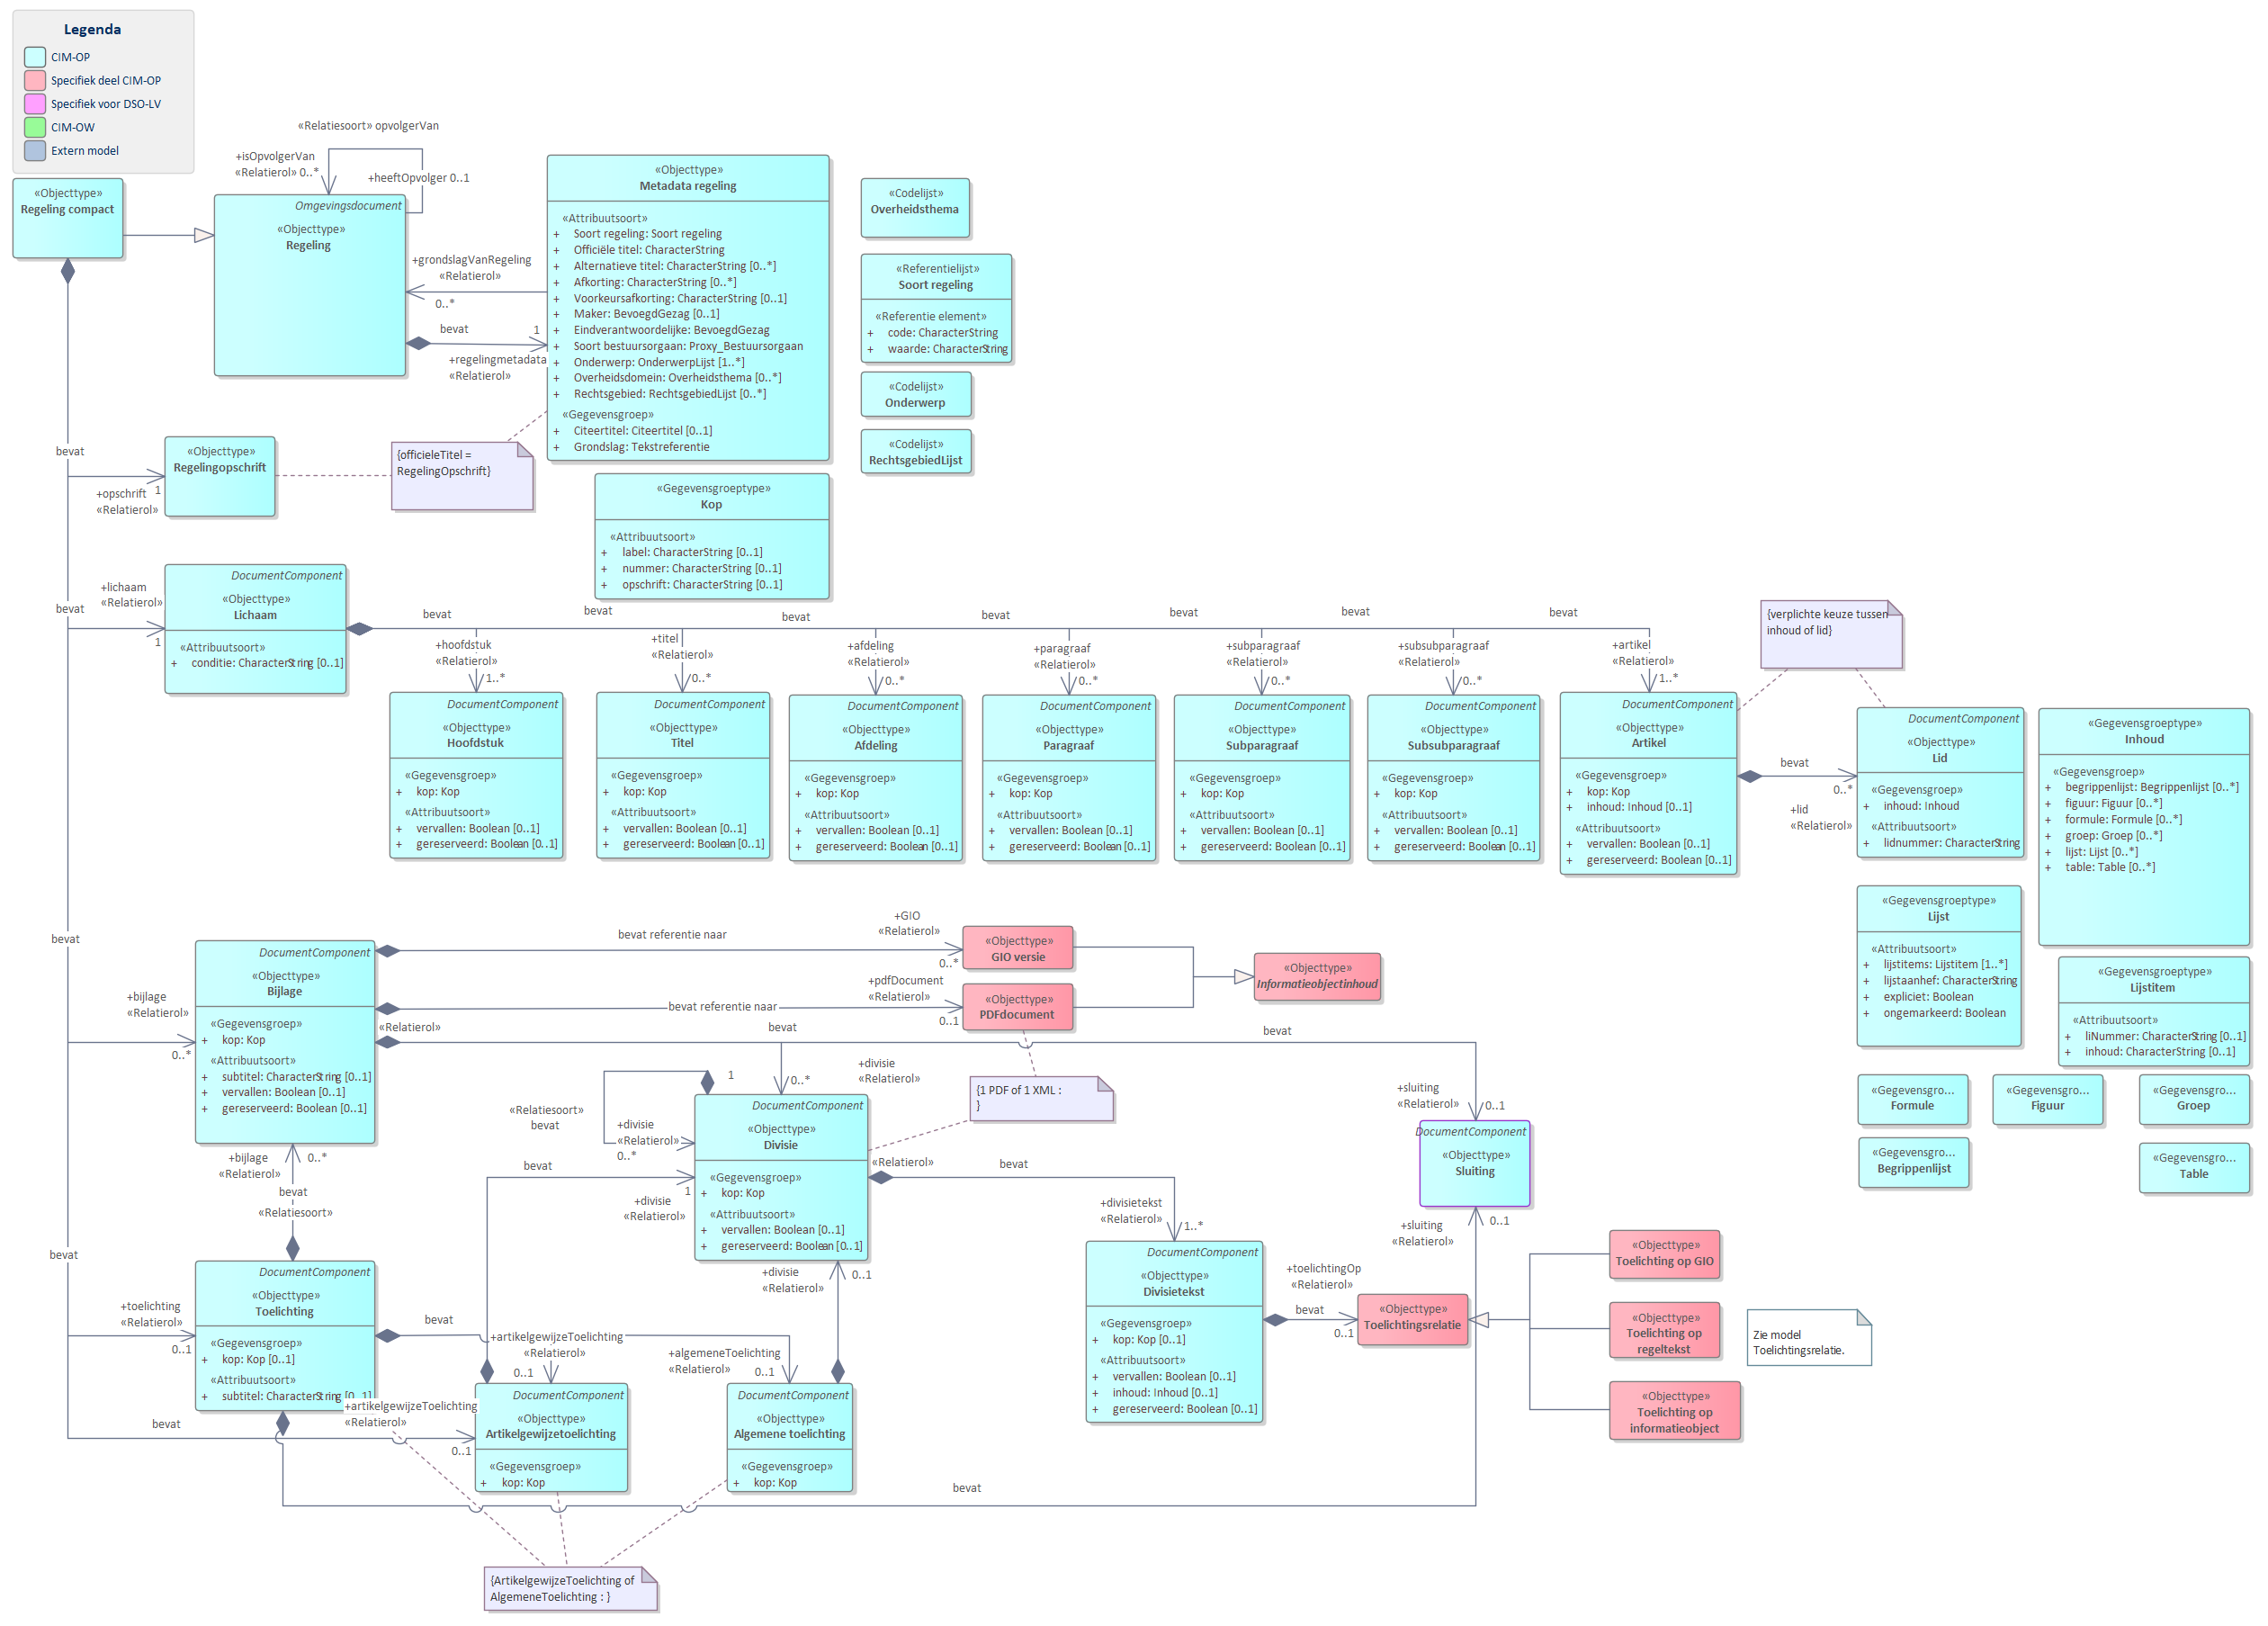 Legenda
CIM-OP
Specifiek deel CIM-OP
Specifiek voor DSO-LV
CIM-OW
Extern model
«Objecttype»
Regeling compact
«Relatiesoort» opvolgerVan
+isOpvolgerVan
«Relatierol» 0..*
+heeftOpvolger 0..1
Omgevingsdocument
«Objecttype»
Regeling
+grondslagVanRegeling
«Relatierol»
0..*
bevat
1
+regelingmetadata
«Relatierol»
«Objecttype»
Metadata regeling
«Attribuutsoort»
+ Soort regeling: Soort regeling
+ Officiële titel: CharacterString
+ Alternatieve titel: CharacterString [0..*]
+ Afkorting: CharacterString [0..*]
+ Voorkeursafkorting: CharacterString [0..1]
+ Maker: BevoegdGezag [0..1]
+ Eindverantwoordelijke: BevoegdGezag
+ Soort bestuursorgaan: Proxy_Bestuursorgaan
+ Onderwerp: OnderwerpLijst [1..*]
+ Overheidsdomein: Overheidsthema [0..*]
+ Rechtsgebied: RechtsgebiedLijst [0..*]
«Gegevensgroep»
+ Citeertitel: Citeertitel [0..1]
+ Grondslag: Tekstreferentie
«Codelijst»
Overheidsthema
«Referentielijst»
Soort regeling
«Referentie element»
+ code: CharacterString
+ waarde: CharacterString
«Codelijst»
Onderwerp
«Codelijst»
RechtsgebiedLijst
bevat
+opschrift
«Relatierol»
1
«Objecttype»
Regelingopschrift
{officieleTitel =
RegelingOpschrift}
«Gegevensgroeptype»
Kop
«Attribuutsoort»
+ label: CharacterString [0..1]
+ nummer: CharacterString [0..1]
+ opschrift: CharacterString [0..1]
bevat
+lichaam
«Relatierol»
1
DocumentComponent
«Objecttype»
Lichaam
«Attribuutsoort»
+ conditie: CharacterString [0..1]
bevat
bevat
bevat
bevat
bevat
bevat
bevat
+hoofdstuk
«Relatierol»
1..*
+titel
«Relatierol»
0..*
+afdeling
«Relatierol»
0..*
+paragraaf
«Relatierol»
0..*
+subparagraaf
«Relatierol»
0..*
+subsubparagraaf
«Relatierol»
0..*
+artikel
«Relatierol»
1..*
{verplichte keuze tussen
inhoud of lid}
DocumentComponent
«Objecttype»
Hoofdstuk
«Gegevensgroep»
+ kop: Kop
«Attribuutsoort»
+ vervallen: Boolean [0..1]
+ gereserveerd: Boolean [0..1]
DocumentComponent
«Objecttype»
Titel
«Gegevensgroep»
+ kop: Kop
«Attribuutsoort»
+ vervallen: Boolean [0..1]
+ gereserveerd: Boolean [0..1]
DocumentComponent
«Objecttype»
Afdeling
«Gegevensgroep»
+ kop: Kop
«Attribuutsoort»
+ vervallen: Boolean [0..1]
+ gereserveerd: Boolean [0..1]
DocumentComponent
«Objecttype»
Paragraaf
«Gegevensgroep»
+ kop: Kop
«Attribuutsoort»
+ vervallen: Boolean [0..1]
+ gereserveerd: Boolean [0..1]
DocumentComponent
«Objecttype»
Subparagraaf
«Gegevensgroep»
+ kop: Kop
«Attribuutsoort»
+ vervallen: Boolean [0..1]
+ gereserveerd: Boolean [0..1]
DocumentComponent
«Objecttype»
Subsubparagraaf
«Gegevensgroep»
+ kop: Kop
«Attribuutsoort»
+ vervallen: Boolean [0..1]
+ gereserveerd: Boolean [0..1]
DocumentComponent
«Objecttype»
Artikel
«Gegevensgroep»
+ kop: Kop
+ inhoud: Inhoud [0..1]
«Attribuutsoort»
+ vervallen: Boolean [0..1]
+ gereserveerd: Boolean [0..1]
bevat
0..*
+lid
«Relatierol»
DocumentComponent
«Objecttype»
Lid
«Gegevensgroep»
+ inhoud: Inhoud
«Attribuutsoort»
+ lidnummer: CharacterString
«Gegevensgroeptype»
Inhoud
«Gegevensgroep»
+ begrippenlijst: Begrippenlijst [0..*]
+ figuur: Figuur [0..*]
+ formule: Formule [0..*]
+ groep: Groep [0..*]
+ lijst: Lijst [0..*]
+ table: Table [0..*]
«Gegevensgroeptype»
Lijst
«Attribuutsoort»
+ lijstitems: Lijstitem [1..*]
+ lijstaanhef: CharacterString
+ expliciet: Boolean
+ ongemarkeerd: Boolean
«Gegevensgroeptype»
Lijstitem
«Attribuutsoort»
+ liNummer: CharacterString [0..1]
+ inhoud: CharacterString [0..1]
«Gegevensgro...
Formule
«Gegevensgro...
Figuur
«Gegevensgro...
Groep
«Gegevensgro...
Begrippenlijst
«Gegevensgro...
Table
bevat
+bijlage
«Relatierol»
0..*
DocumentComponent
«Objecttype»
Bijlage
«Gegevensgroep»
+ kop: Kop
«Attribuutsoort»
+ subtitel: CharacterString [0..1]
+ vervallen: Boolean [0..1]
+ gereserveerd: Boolean [0..1]
bevat referentie naar
+GIO
«Relatierol»
0..*
«Objecttype»
GIO versie
bevat referentie naar
+pdfDocument
«Relatierol»
0..1
«Objecttype»
PDFdocument
«Objecttype»
Informatieobjectinhoud
«Relatierol»
bevat
bevat
0..*
+divisie
«Relatierol»
{1 PDF of 1 XML :
}
+sluiting
«Relatierol»
0..1
DocumentComponent
«Objecttype»
Sluiting
1
«Relatiesoort»
bevat
+divisie
«Relatierol»
0..*
DocumentComponent
«Objecttype»
Divisie
«Gegevensgroep»
+ kop: Kop
«Attribuutsoort»
+ vervallen: Boolean [0..1]
+ gereserveerd: Boolean [0..1]
bevat
1
+divisie
«Relatierol»
«Relatierol»
bevat
+divisietekst
«Relatierol»
1..*
+sluiting
«Relatierol»
0..1
+bijlage
«Relatierol»
0..*
bevat
«Relatiesoort»
bevat
+toelichting
«Relatierol»
0..1
DocumentComponent
«Objecttype»
Toelichting
«Gegevensgroep»
+ kop: Kop [0..1]
«Attribuutsoort»
+ subtitel: CharacterString [0..1]
bevat
+artikelgewijzeToelichting
«Relatierol»
0..1
+algemeneToelichting
«Relatierol»
0..1
+divisie
«Relatierol»
0..1
DocumentComponent
«Objecttype»
Divisietekst
«Gegevensgroep»
+ kop: Kop [0..1]
«Attribuutsoort»
+ vervallen: Boolean [0..1]
+ inhoud: Inhoud [0..1]
+ gereserveerd: Boolean [0..1]
+toelichtingOp
«Relatierol»
bevat
0..1
«Objecttype»
Toelichtingsrelatie
«Objecttype»
Toelichting op GIO
«Objecttype»
Toelichting op
regeltekst
«Objecttype»
Toelichting op
informatieobject
Zie model
Toelichtingsrelatie.
bevat
+artikelgewijzeToelichting
«Relatierol»
0..1
DocumentComponent
«Objecttype»
Artikelgewijzetoelichting
«Gegevensgroep»
+ kop: Kop
DocumentComponent
«Objecttype»
Algemene toelichting
«Gegevensgroep»
+ kop: Kop
bevat
{ArtikelgewijzeToelichting of
AlgemeneToelichting : }